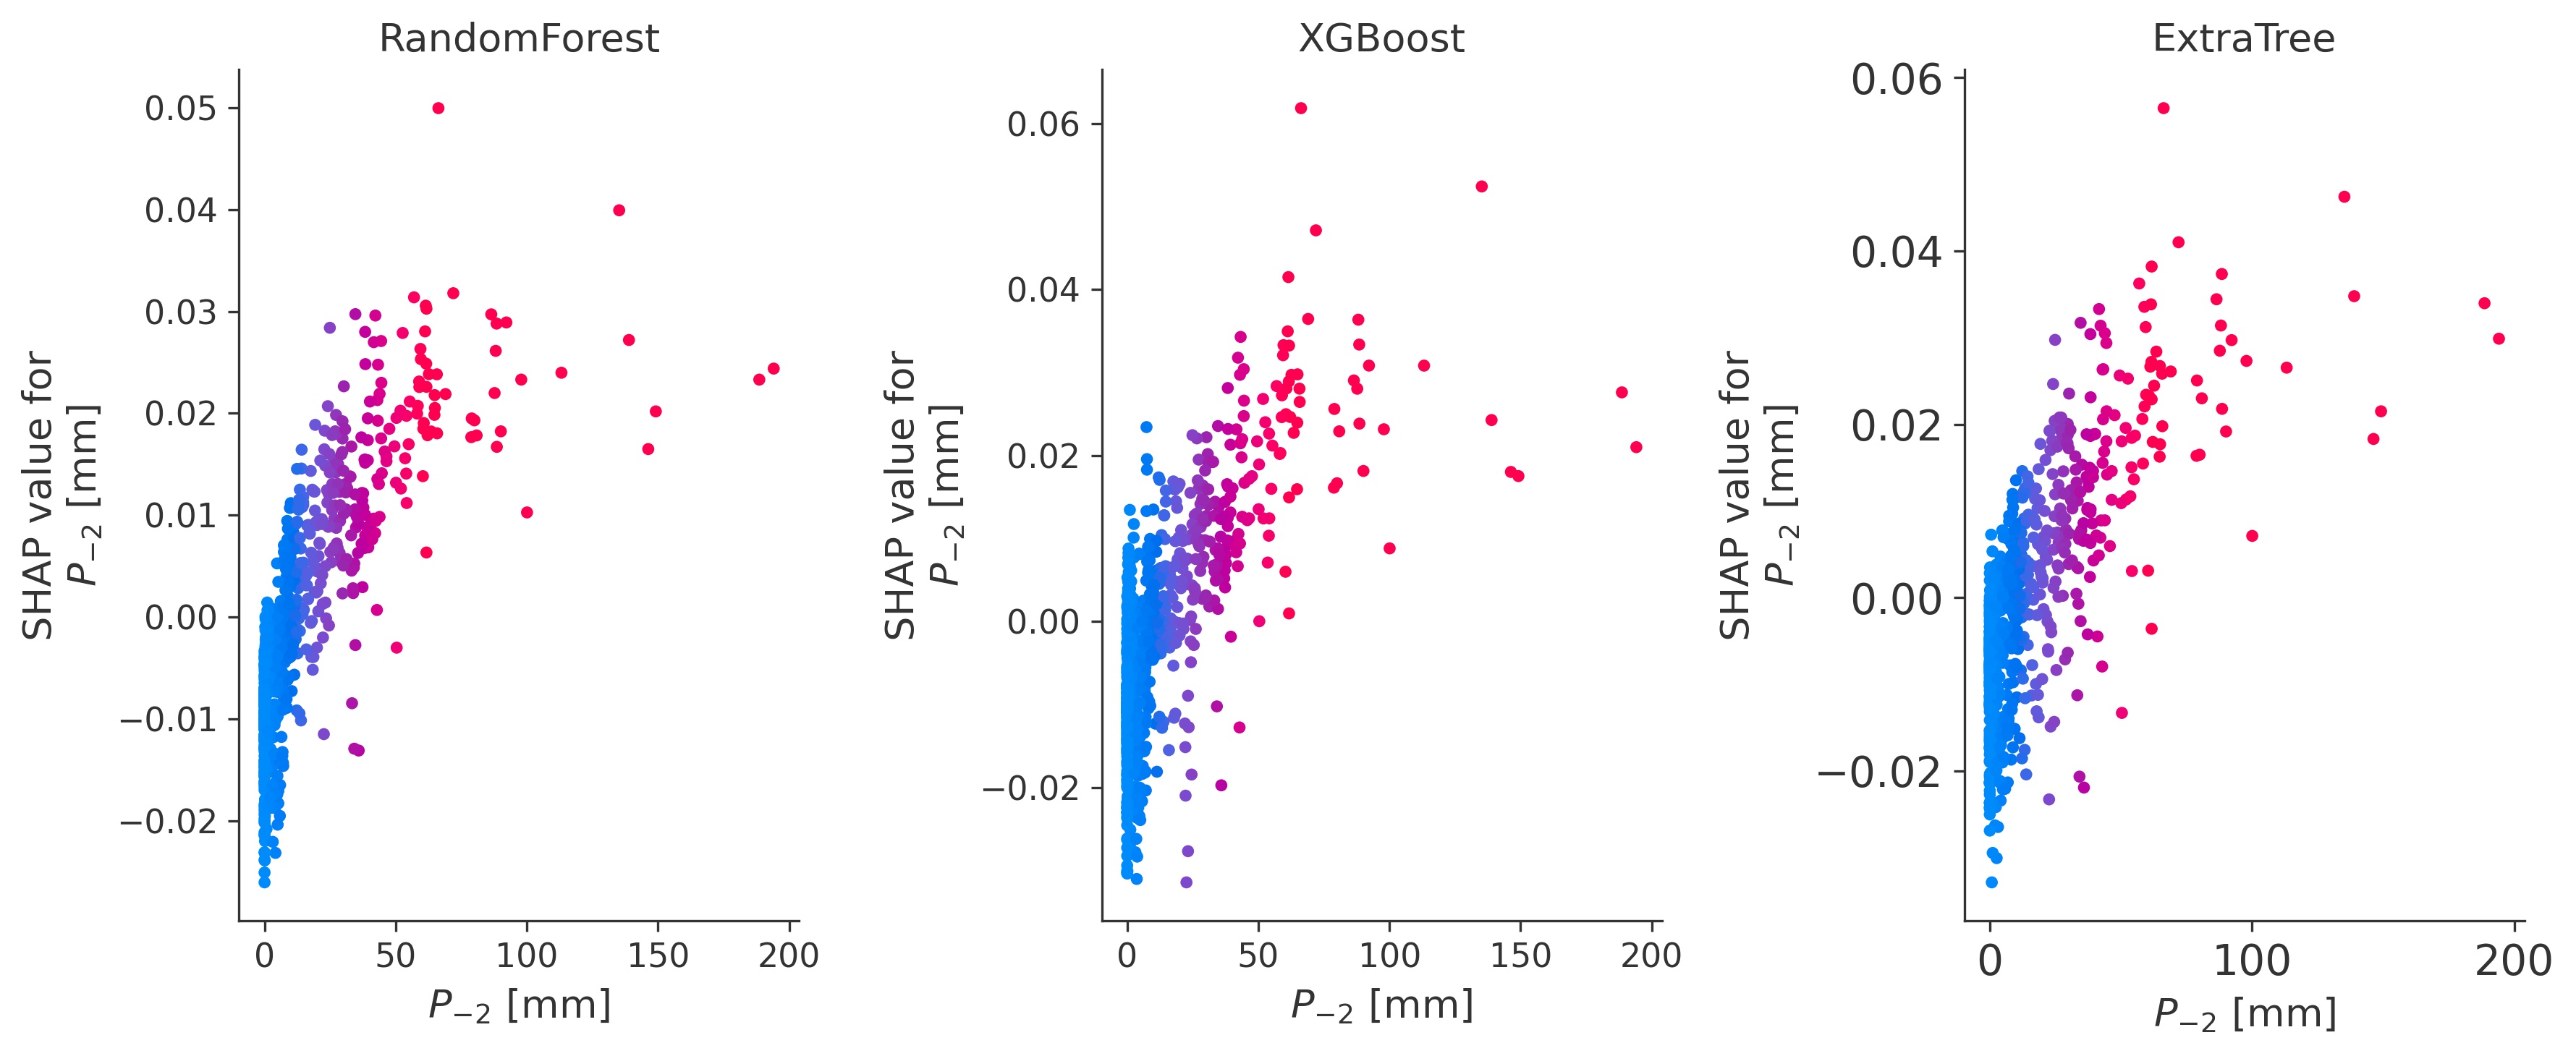 RandomForest
0.05
0.04
0.03
0.02
0.01
0.00
−0.01
−0.02
SHAP value for
P₋₂ [mm]
0 50 100 150 200
P₋₂ [mm]
XGBoost
0.06
0.04
0.02
0.00
−0.02
SHAP value for
P₋₂ [mm]
0 50 100 150 200
P₋₂ [mm]
ExtraTree
0.06
0.04
0.02
0.00
−0.02
SHAP value for
P₋₂ [mm]
0 100 200
P₋₂ [mm]